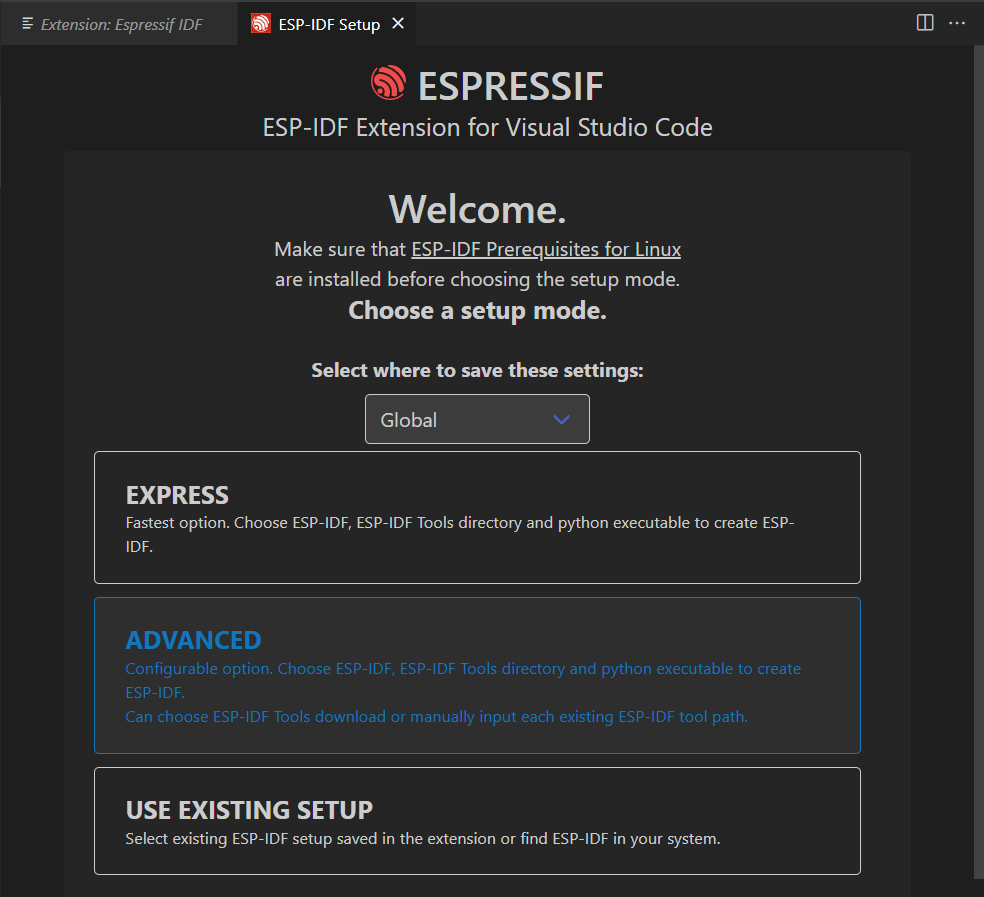 Extension: Espressif IDF
ESP-IDF Setup
ESPRESSIF
ESP-IDF Extension for Visual Studio Code
Welcome.
Make sure that ESP-IDF Prerequisites for Linux
are installed before choosing the setup mode.
Choose a setup mode.
Select where to save these settings:
Global
EXPRESS
Fastest option. Choose ESP-IDF, ESP-IDF Tools directory and python executable to create ESP-
IDF.
ADVANCED
Configurable option. Choose ESP-IDF, ESP-IDF Tools directory and python executable to create
ESP-IDF.
Can choose ESP-IDF Tools download or manually input each existing ESP-IDF tool path.
USE EXISTING SETUP
Select existing ESP-IDF setup saved in the extension or find ESP-IDF in your system.